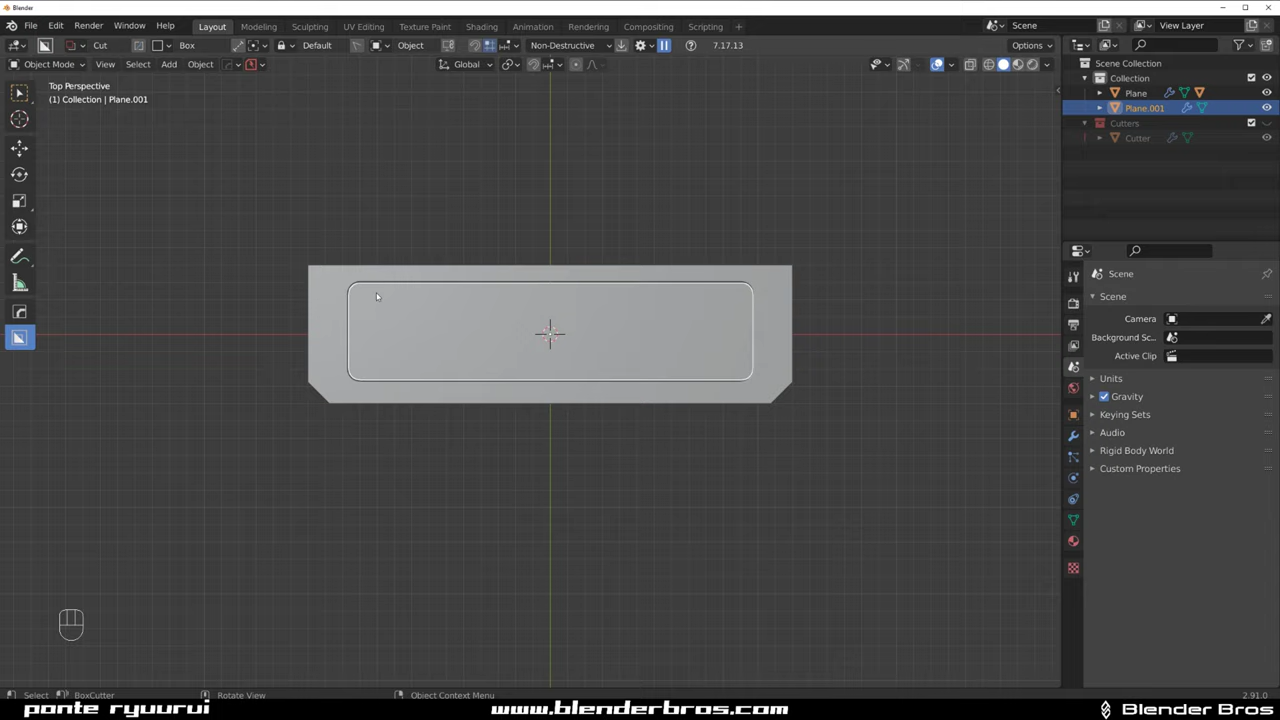 Blender
File Edit Render Window Help Layout Modeling Sculpting UV Editing Texture Paint Shading Animation Rendering Compositing Scripting + Scene View Layer
Cut Box Default Object Non-Destructive 7.17.13 Options
Object Mode View Select Add Object Global
Top Perspective
(1) Collection | Plane.001
Scene Collection
Collection
Plane
Plane.001
Cutters
Cutter
Scene
Scene
Camera
Background Sc...
Active Clip
Units
Gravity
Keying Sets
Audio
Rigid Body World
Custom Properties
Select BoxCutter Rotate View Object Context Menu 2.91.0
ponte ryuurui www.blenderbros.com Blender Bros